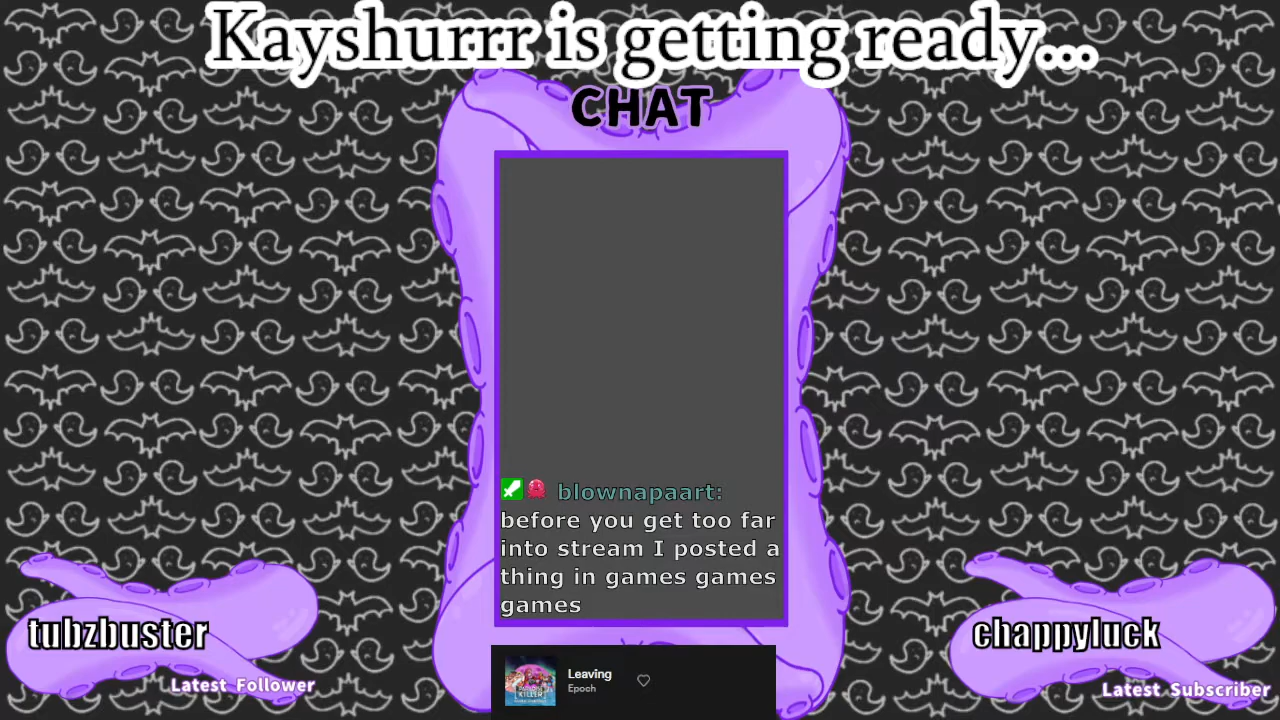 Kayshurrr is getting ready...
CHAT
blownapaart:
before you get too far
into stream I posted a
thing in games games
games
tubzbuster
Latest Follower
chappyluck
Latest Subscriber
Leaving
Epoch
KILLER